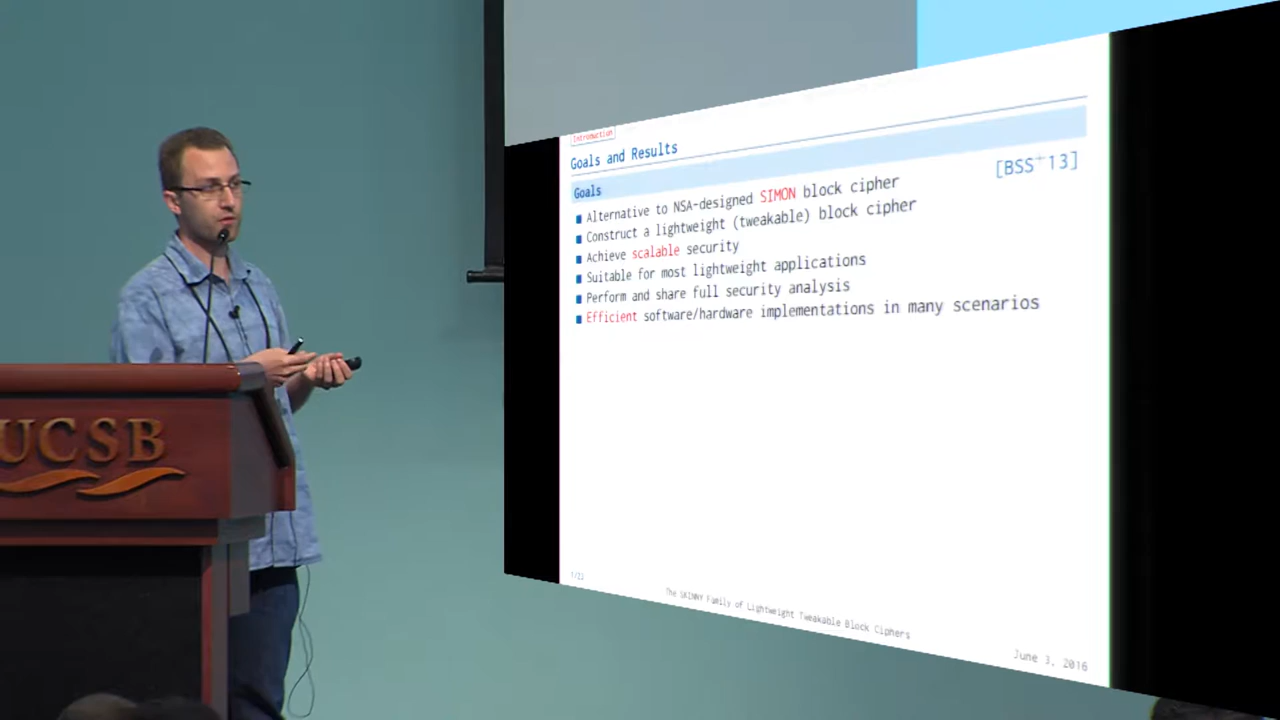 UCSB
Introduction
Goals and Results
Goals
Alternative to NSA-designed SIMON block cipher [BSS+13]
Construct a lightweight (tweakable) block cipher
Achieve scalable security
Suitable for most lightweight applications
Perform and share full security analysis
Efficient software/hardware implementations in many scenarios
The SKINNY Family of Lightweight Tweakable Block Ciphers
June 3, 2016